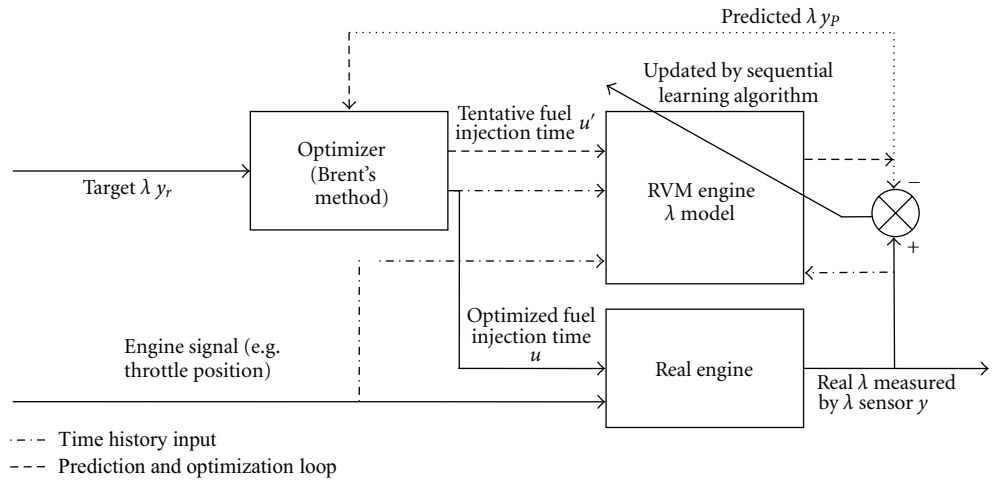 Predicted λ yP
Updated by sequential
learning algorithm
Tentative fuel
injection time u′
Optimizer
(Brent's
method)
RVM engine
λ model
Target λ yr
−
+
Optimized fuel
injection time
u
Engine signal (e.g.
throttle position)
Real engine
Real λ measured
by λ sensor y
Time history input
Prediction and optimization loop